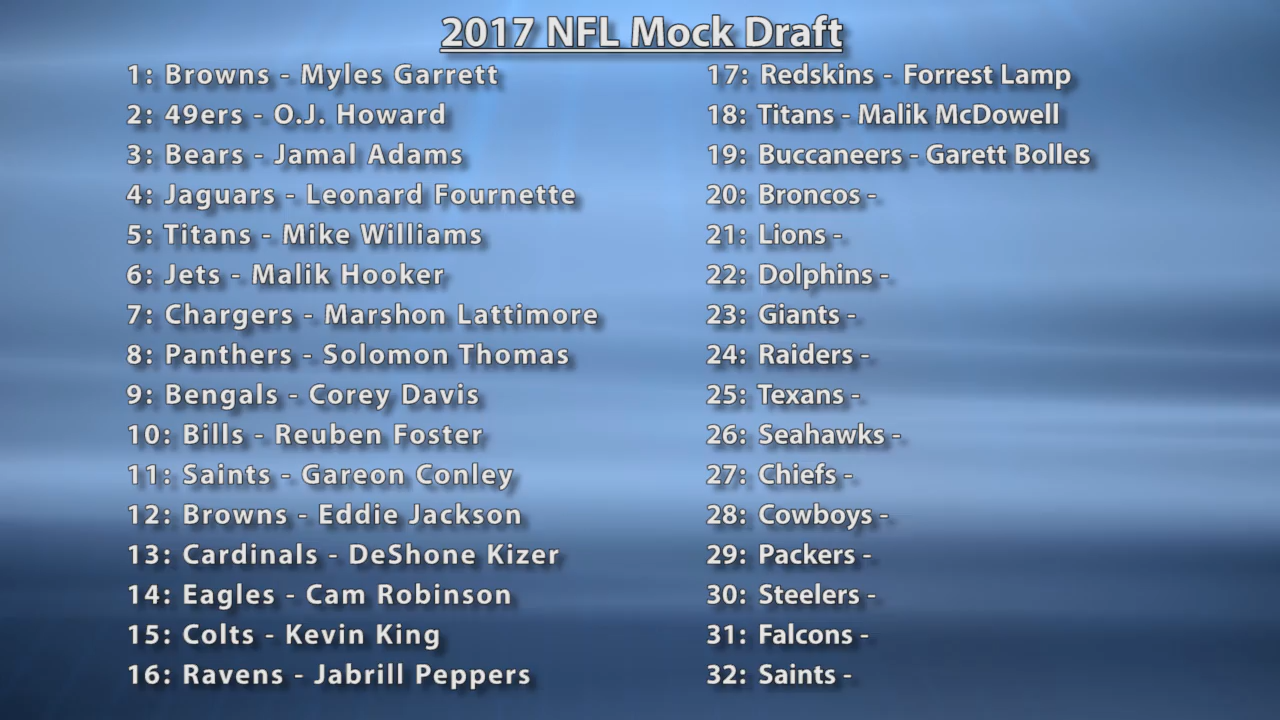 2017 NFL Mock Draft
1: Browns - Myles Garrett
2: 49ers - O.J. Howard
3: Bears - Jamal Adams
4: Jaguars - Leonard Fournette
5: Titans - Mike Williams
6: Jets - Malik Hooker
7: Chargers - Marshon Lattimore
8: Panthers - Solomon Thomas
9: Bengals - Corey Davis
10: Bills - Reuben Foster
11: Saints - Gareon Conley
12: Browns - Eddie Jackson
13: Cardinals - DeShone Kizer
14: Eagles - Cam Robinson
15: Colts - Kevin King
16: Ravens - Jabrill Peppers
17: Redskins - Forrest Lamp
18: Titans - Malik McDowell
19: Buccaneers - Garett Bolles
20: Broncos -
21: Lions -
22: Dolphins -
23: Giants -
24: Raiders -
25: Texans -
26: Seahawks -
27: Chiefs -
28: Cowboys -
29: Packers -
30: Steelers -
31: Falcons -
32: Saints -